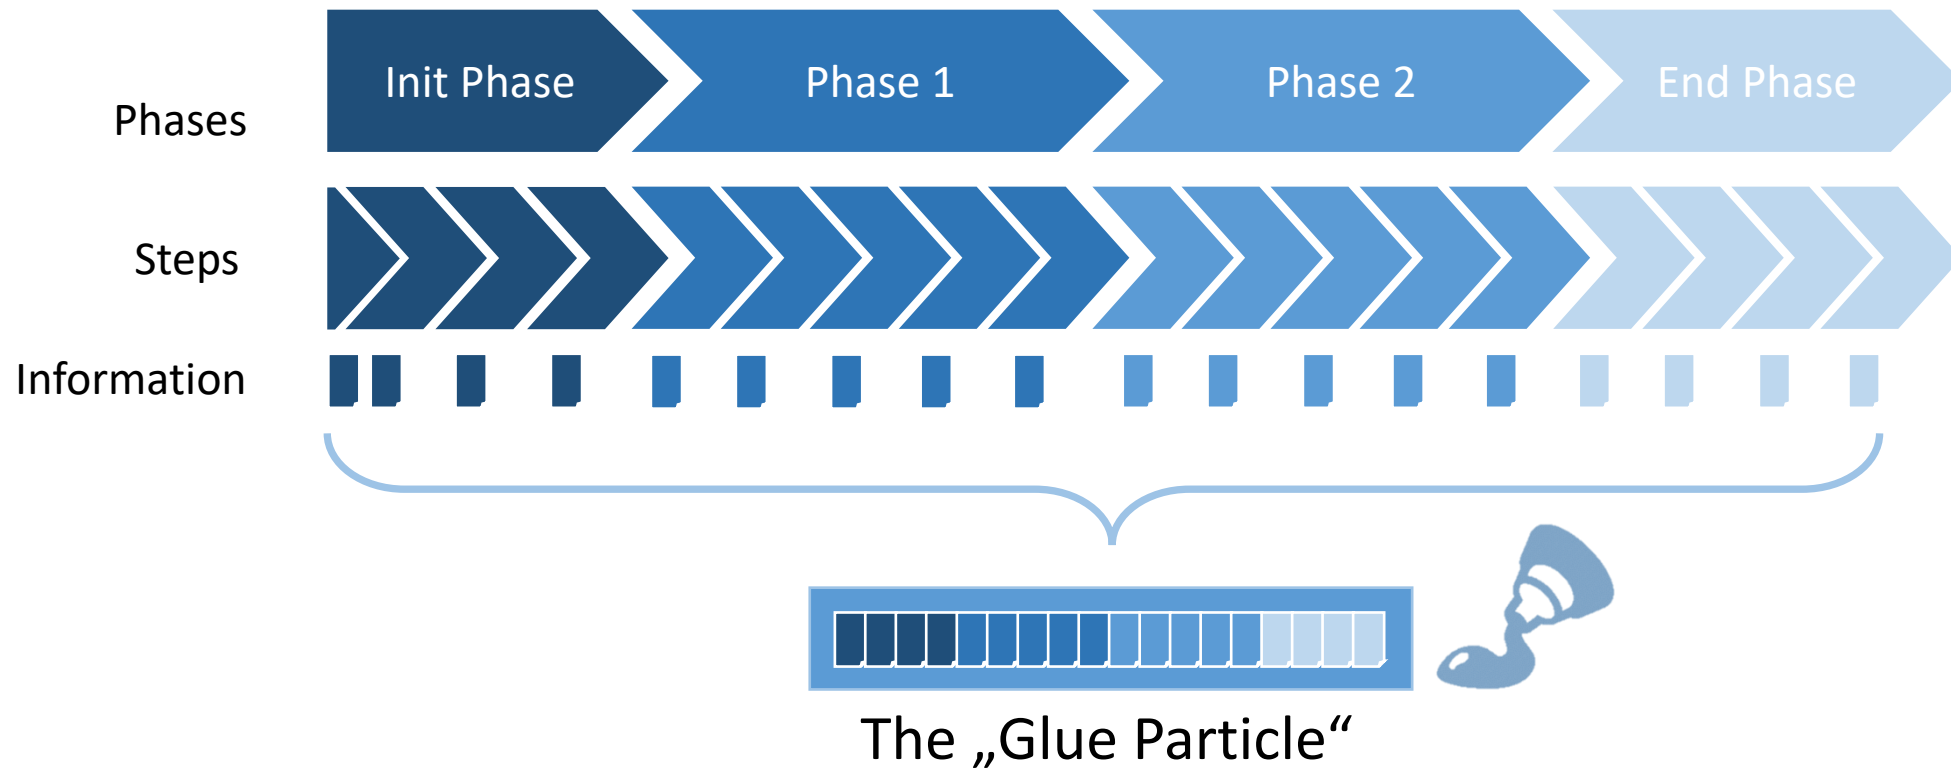 Init Phase
Phase 1
Phase 2
End Phase
Phases
Steps
Information
The „Glue Particle“